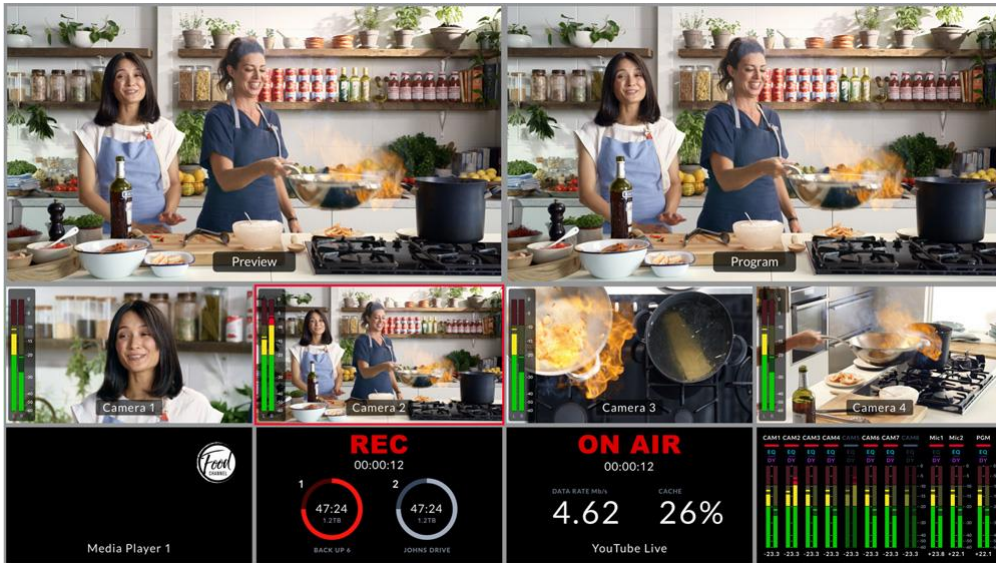 Preview
Program
Camera 1
Camera 2
Camera 3
Camera 4
Food
CHANNEL
Media Player 1
REC
00:00:12
1
47:24
1.2TB
BACK UP 6
2
47:24
1.2TB
JOHNS DRIVE
ON AIR
00:00:12
DATA RATE Mb/s
4.62
CACHE
26%
YouTube Live
CAM1 CAM2 CAM3 CAM4 CAM5 CAM6 CAM7 CAM8 Mic1 Mic2 PGM
-23.3 -23.3 -23.3 -23.3 -23.3 -23.3 -23.3 -23.3 +23.8 +22.1 +22.1